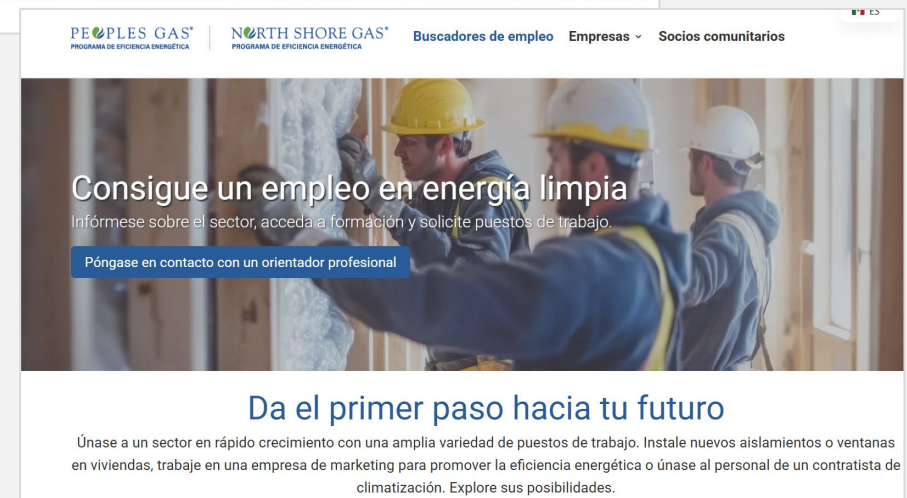 ES
PEOPLES GAS®
PROGRAMA DE EFICIENCIA ENERGÉTICA
NORTH SHORE GAS®
PROGRAMA DE EFICIENCIA ENERGÉTICA
Buscadores de empleo Empresas Socios comunitarios
Consigue un empleo en energía limpia
Infórmese sobre el sector, acceda a formación y solicite puestos de trabajo.
Póngase en contacto con un orientador profesional
Da el primer paso hacia tu futuro
Únase a un sector en rápido crecimiento con una amplia variedad de puestos de trabajo. Instale nuevos aislamientos o ventanas
en viviendas, trabaje en una empresa de marketing para promover la eficiencia energética o únase al personal de un contratista de
climatización. Explore sus posibilidades.